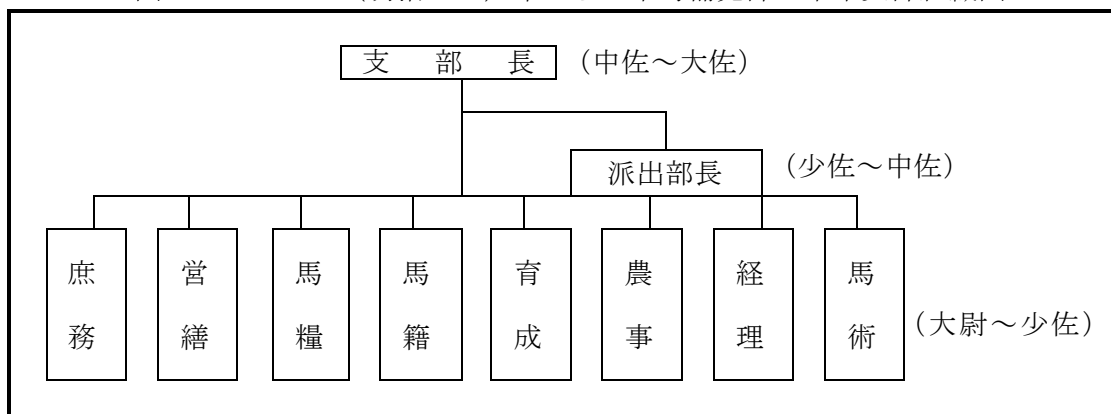 支部長 (中佐～大佐)
派出部長 (少佐～中佐)
庶務
営繕
馬糧
馬籍
育成
農事
経理
馬術
(大尉～少佐)